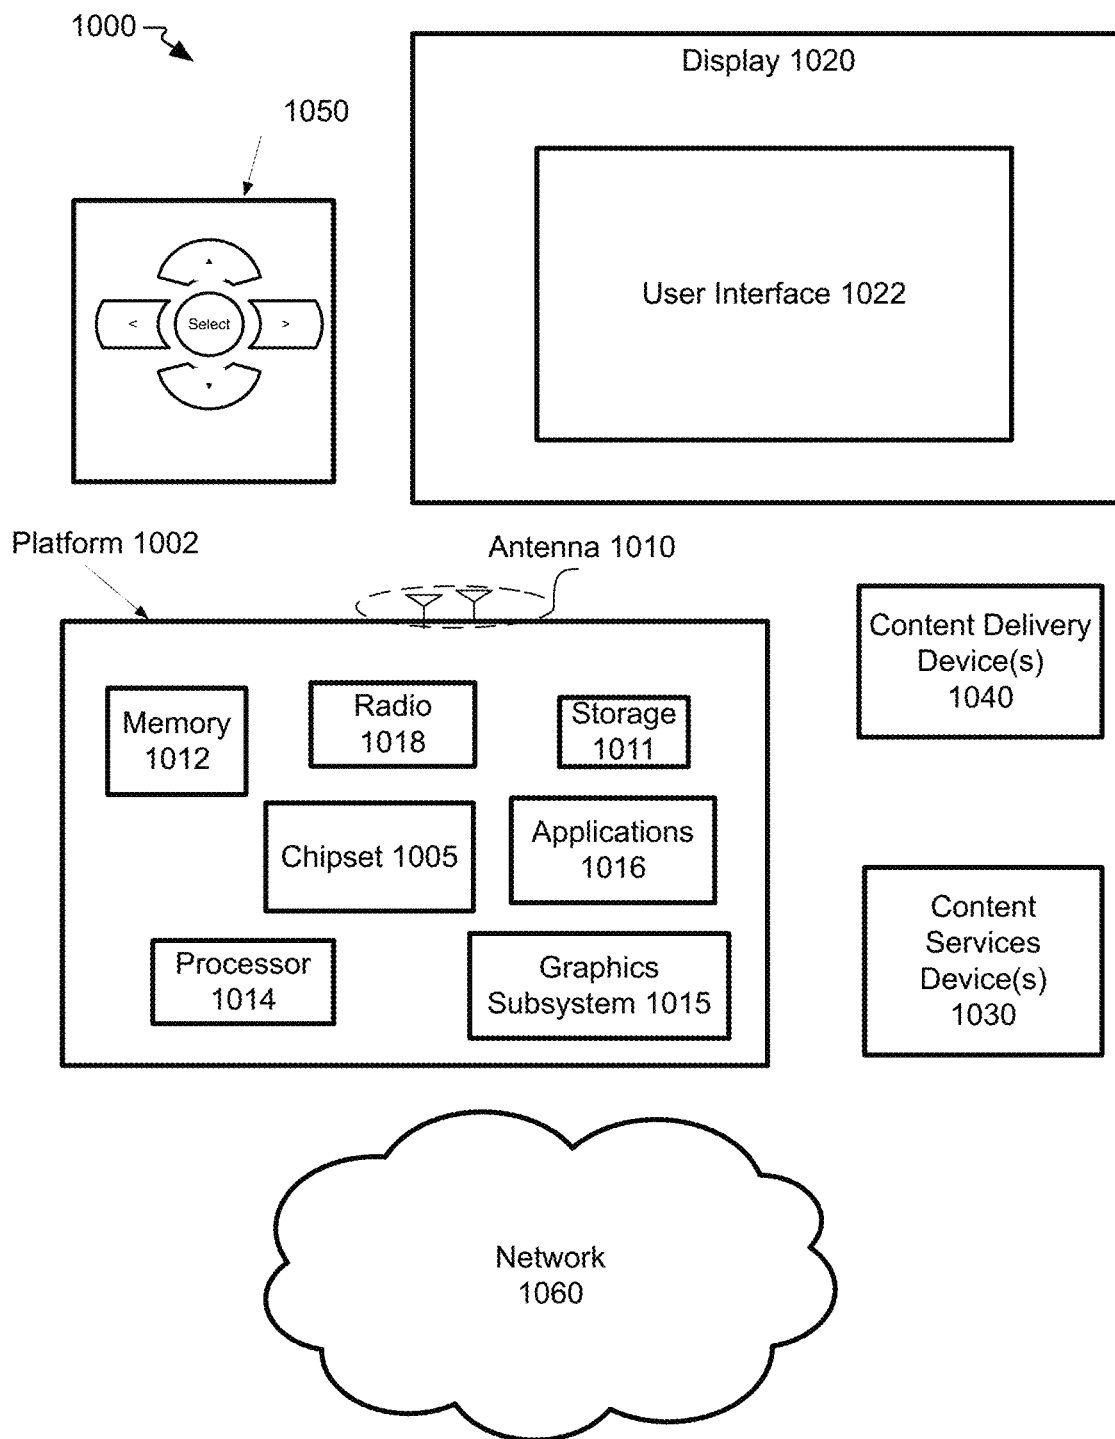 1000
Display 1020
1050
User Interface 1022
<
Select
>
Platform 1002
Antenna 1010
Content Delivery
Device(s)
1040
Memory
1012
Radio
1018
Storage
1011
Chipset 1005
Applications
1016
Content
Services
Device(s)
1030
Processor
1014
Graphics
Subsystem 1015
Network
1060